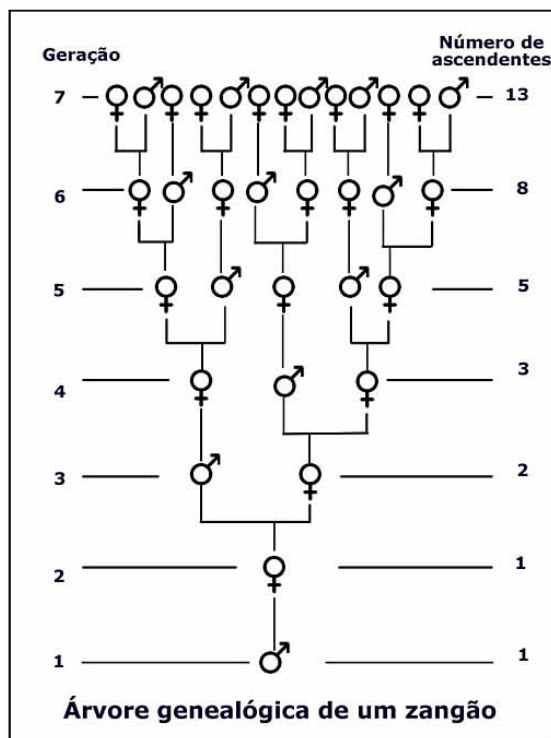 Geração
Número de
ascendentes
7 13
6 8
5 5
4 3
3 2
2 1
1 1
Árvore genealógica de um zangão